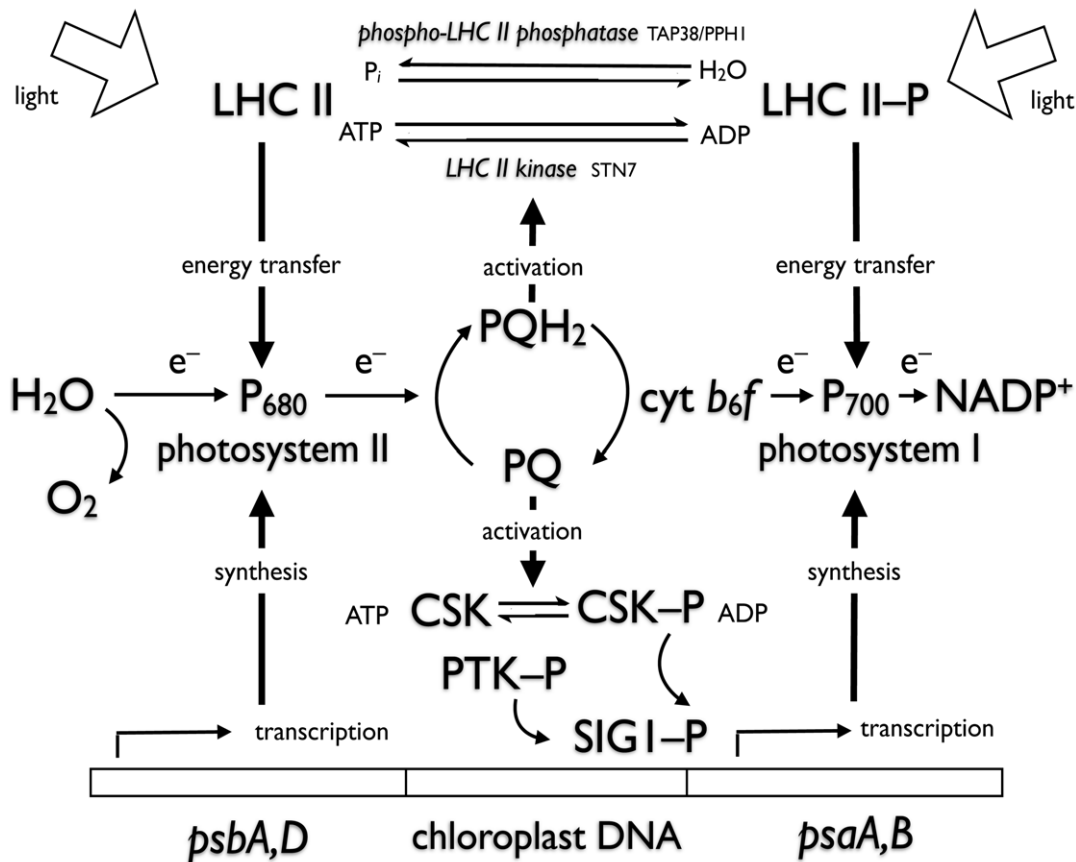 phospho-LHC II phosphatase TAP38/PPH1
Pi H₂O
light LHC II LHC II–P light
ATP ADP
LHC II kinase STN7
energy transfer activation energy transfer
PQH₂
e⁻ e⁻ e⁻ e⁻
H₂O P₆₈₀ cyt b₆f P₇₀₀ NADP⁺
photosystem II PQ photosystem I
O₂
activation
synthesis synthesis
ATP CSK CSK–P ADP
PTK–P
transcription SIG1–P transcription
psbA,D chloroplast DNA psaA,B